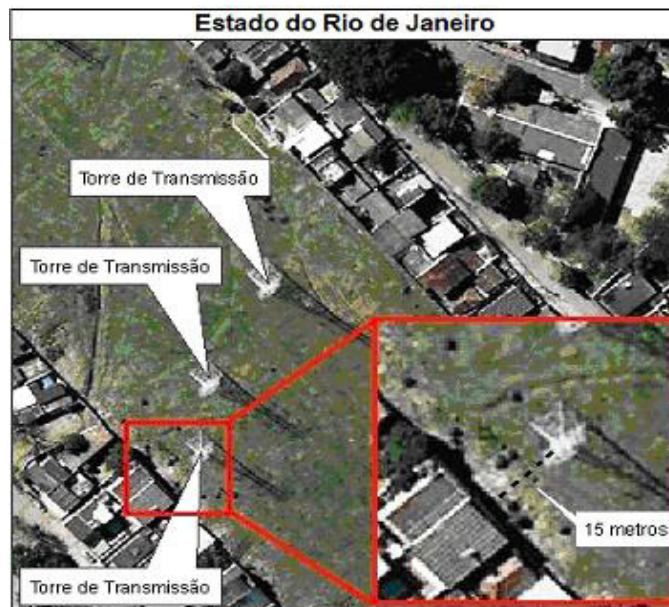 Estado do Rio de Janeiro
Torre de Transmissão
Torre de Transmissão
15 metros
Torre de Transmissão